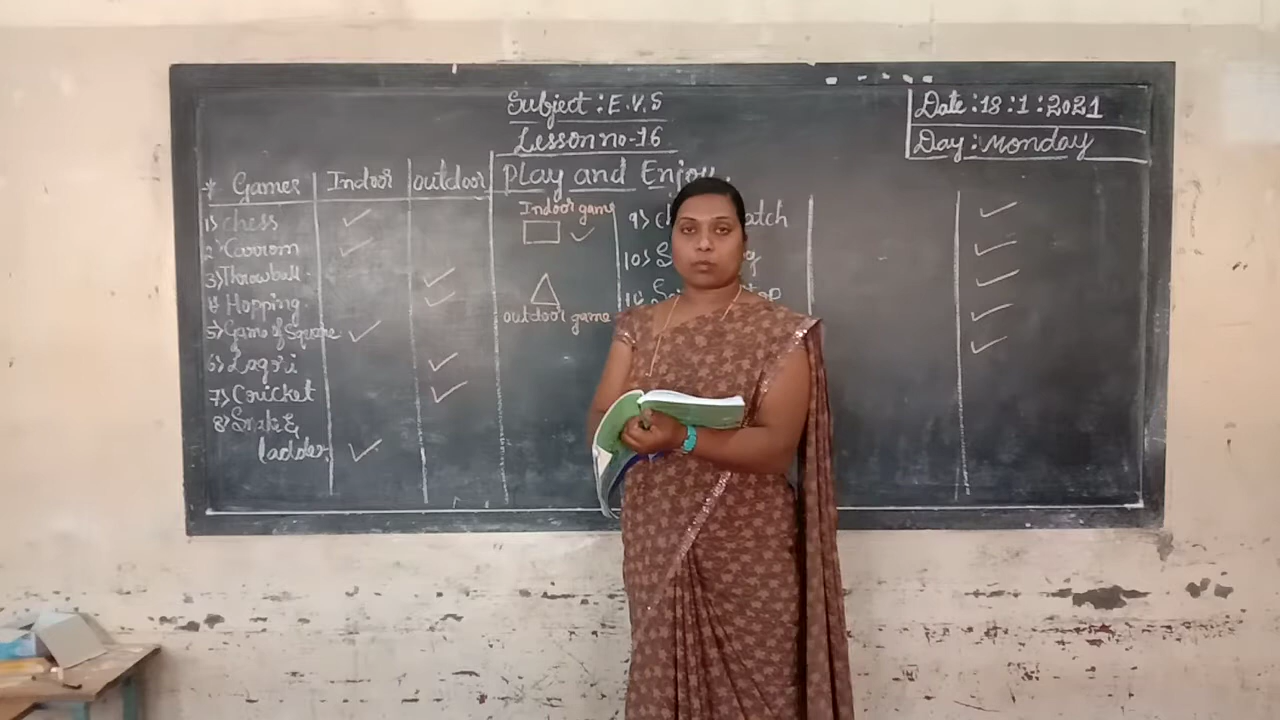 Subject : E.V.S
Lesson no-16
Date : 18 : 1 : 2021
Day : Monday
Play and Enjoy.
* Games Indoor outdoor
1) chess ✓
2) Carrom ✓
3) Throwball ✓
4) Hopping ✓
5) Game of Square ✓
6) Lagori ✓
7) Cricket ✓
8) Snake &
ladder ✓
Indoor game
✓
outdoor game
9)
10)
✓
✓
✓
✓
✓